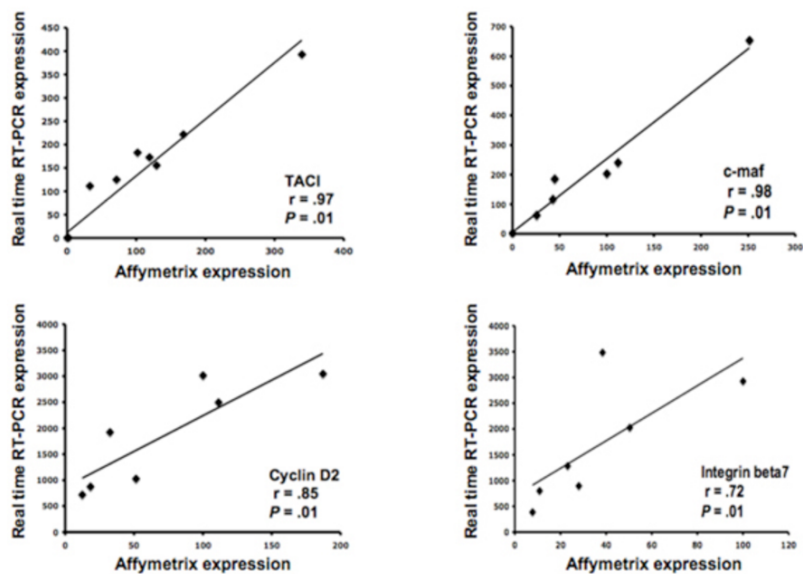 450
400
350
300
250
200
150
100
50
0
Real time RT-PCR expression
TACI
r = .97
P = .01
0 100 200 300 400
Affymetrix expression
700
600
500
400
300
200
100
0
Real time RT-PCR expression
c-maf
r = .98
P = .01
0 50 100 150 200 250 300
Affymetrix expression
4000
3500
3000
2500
2000
1500
1000
500
0
Real time RT-PCR expression
Cyclin D2
r = .85
P = .01
0 50 100 150 200
Affymetrix expression
4000
3500
3000
2500
2000
1500
1000
500
0
Real time RT-PCR expression
Integrin beta7
r = .72
P = .01
0 20 40 60 80 100 120
Affymetrix expression